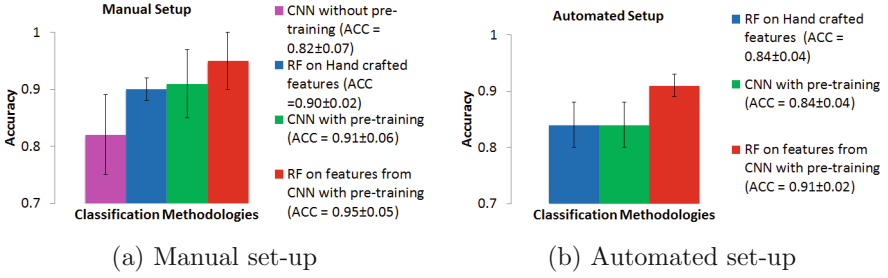 Manual Setup
1
0.9
0.8
0.7
Accuracy
Classification Methodologies
CNN without pre-
training (ACC =
0.82±0.07)
RF on Hand crafted
features (ACC
=0.90±0.02)
CNN with pre-training
(ACC = 0.91±0.06)
RF on features from
CNN with pre-training
(ACC = 0.95±0.05)
(a) Manual set-up
Automated Setup
1
0.9
0.8
0.7
Accuracy
Classification Methodologies
RF on Hand crafted
features (ACC =
0.84±0.04)
CNN with pre-training
(ACC = 0.84±0.04)
RF on features from
CNN with pre-training
(ACC = 0.91±0.02)
(b) Automated set-up